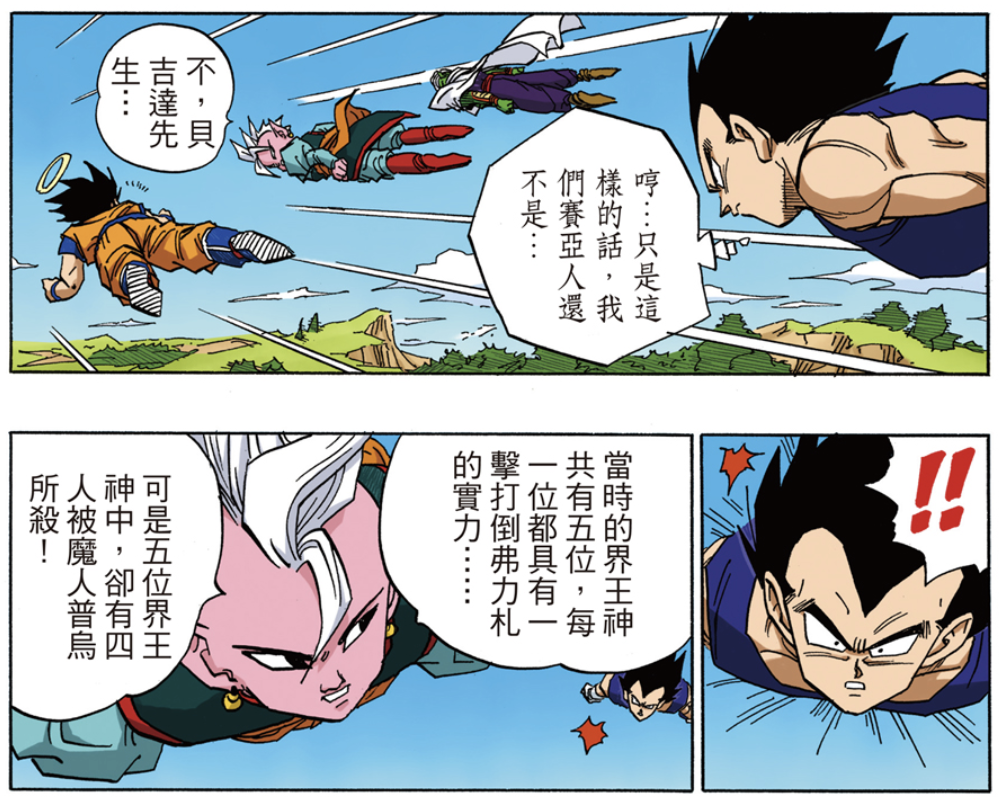 哼…只是這
樣的話，我
們賽亞人還
不是…
不，貝
吉達先
生…
!!
當時的界王神
共有五位，每
一位都具有一
擊打倒弗力札
的實力……
可是五位界王
神中，卻有四
人被魔人普烏
所殺！